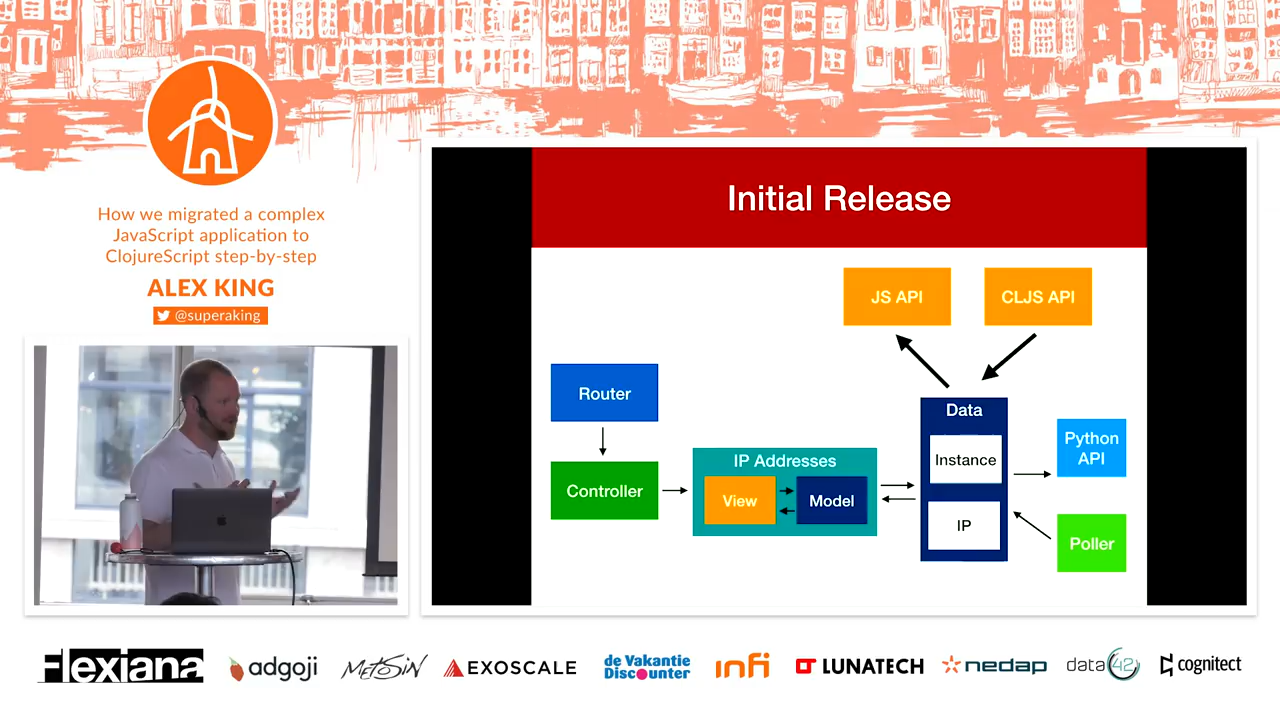 How we migrated a complex
JavaScript application to
ClojureScript step-by-step
ALEX KING
@superaking
Initial Release
JS API
CLJS API
Router
Controller
IP Addresses
View
Model
Data
Instance
IP
Python
API
Poller
Flexiana
adgoji
METOSIN
EXOSCALE
de Vakantie
Discounter
infi
LUNATECH
nedap
data42
cognitect